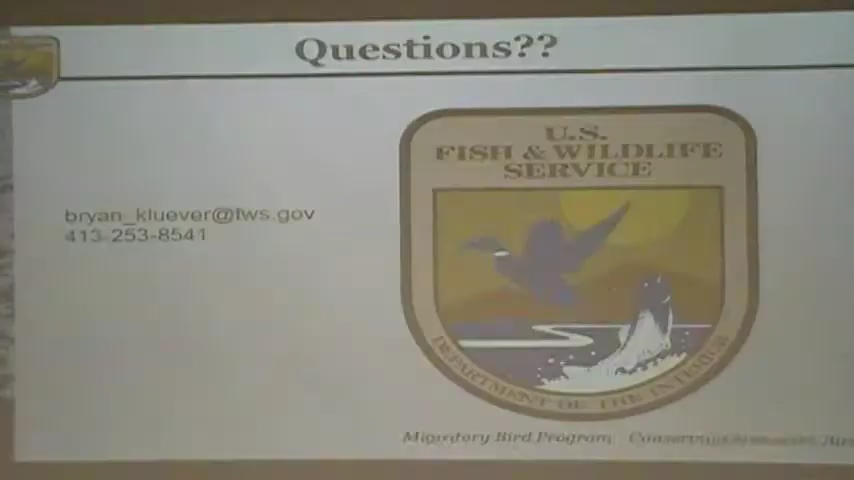 Questions??
U.S.
FISH & WILDLIFE
SERVICE
bryan_kluever@fws.gov
413-253-8541
DEPARTMENT OF THE INTERIOR
Migratory Bird Program